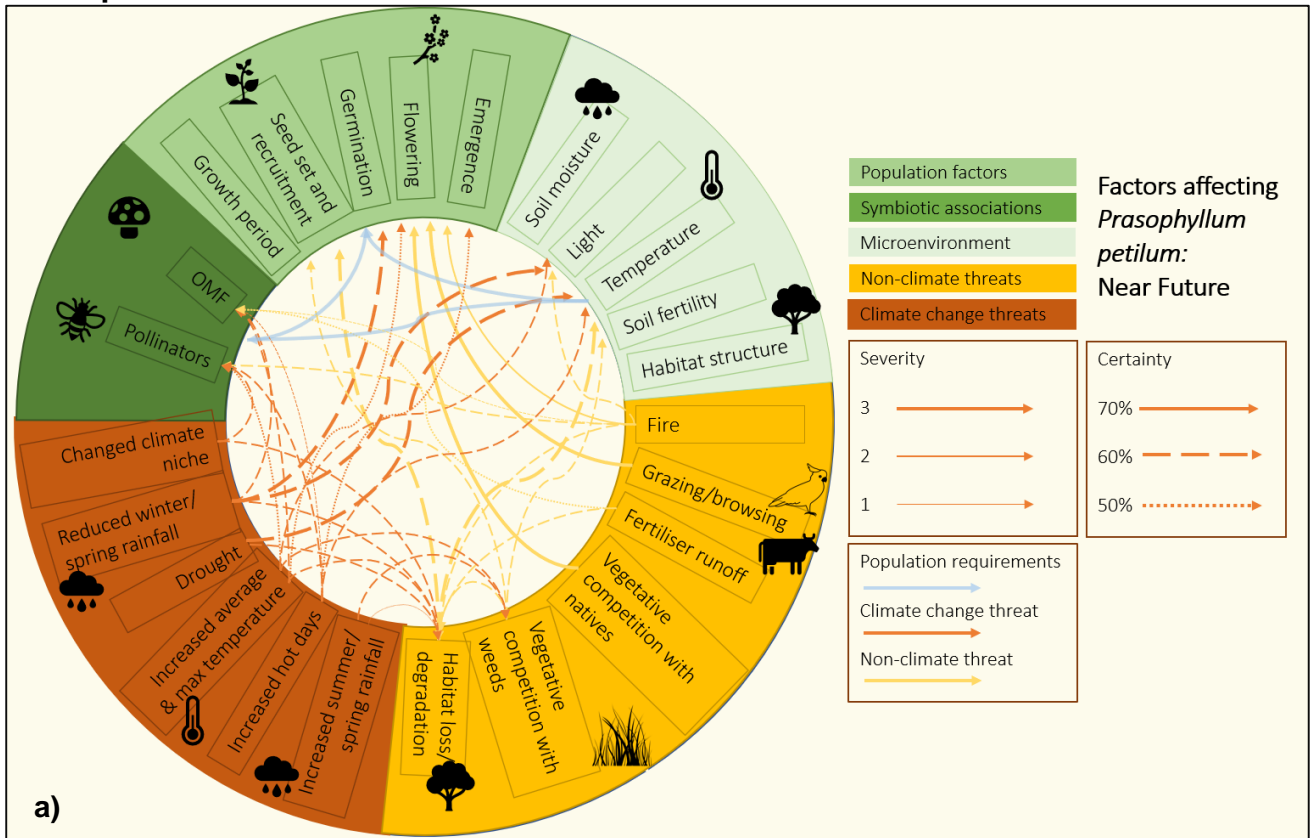 Growth period
Seed set and
recruitment
Germination
Flowering
Emergence
Soil moisture
Light
Temperature
Soil fertility
Habitat structure
Fire
Grazing/browsing
Fertiliser runoff
Vegetative
competition with
natives
Vegetative
competition with
weeds
Habitat loss/
degradation
Increased summer/
spring rainfall
Increased hot days
Increased average
& max temperature
Drought
Reduced winter/
spring rainfall
Changed climate
niche
Pollinators
OMF
a)
Population factors
Symbiotic associations
Microenvironment
Non-climate threats
Climate change threats
Factors affecting
Prasophyllum
petilum:
Near Future
Severity
3
2
1
Certainty
70%
60%
50%
Population requirements
Climate change threat
Non-climate threat